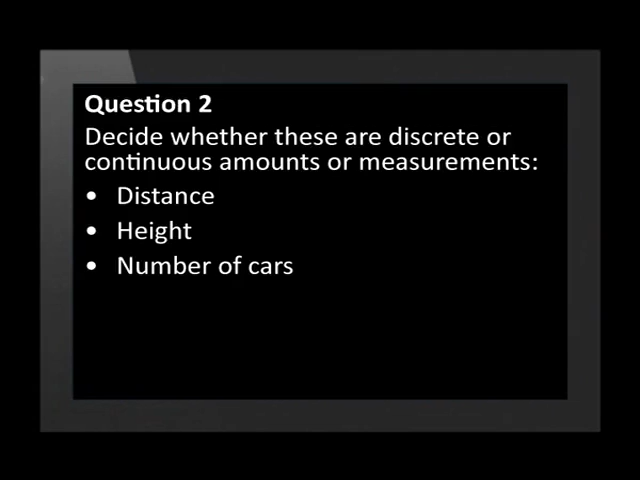 Question 2
Decide whether these are discrete or
continuous amounts or measurements:
• Distance
• Height
• Number of cars